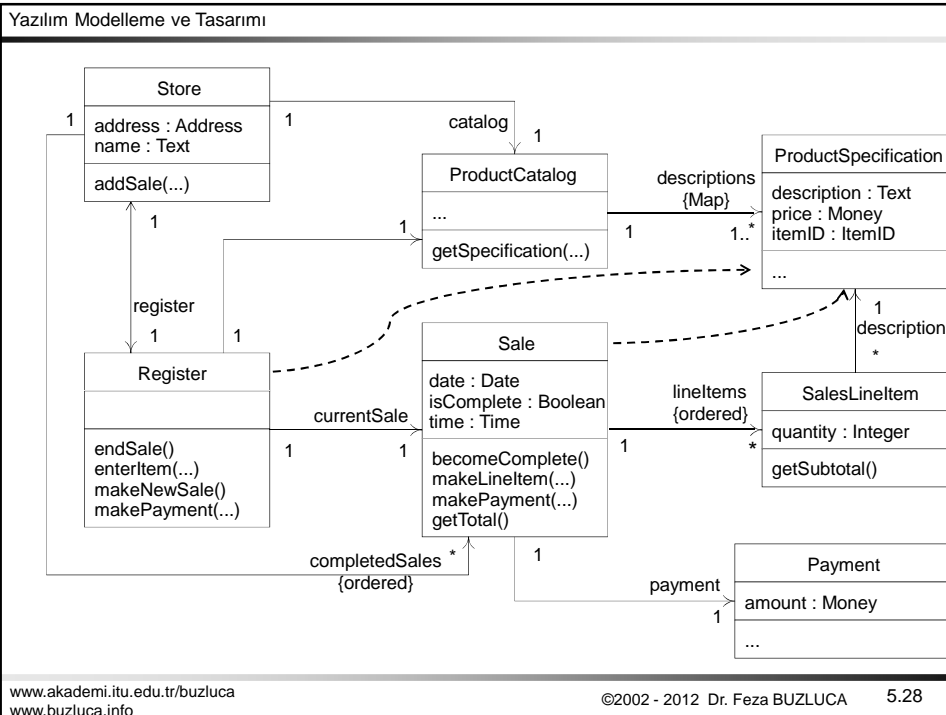 Yazılım Modelleme ve Tasarımı
Store
address : Address
name : Text
addSale(...)
1
1
1
catalog
1
ProductCatalog
...
getSpecification(...)
1
descriptions
{Map}
1
1..*
ProductSpecification
description : Text
price : Money
itemID : ItemID
...
register
1
1
Register
endSale()
enterItem(...)
makeNewSale()
makePayment(...)
currentSale
1
1
Sale
date : Date
isComplete : Boolean
time : Time
becomeComplete()
makeLineItem(...)
makePayment(...)
getTotal()
lineItems
{ordered}
1
*
1
description
*
SalesLineItem
quantity : Integer
getSubtotal()
completedSales
{ordered}
*
1
payment
1
Payment
amount : Money
...
www.akademi.itu.edu.tr/buzluca
www.buzluca.info
©2002 - 2012 Dr. Feza BUZLUCA
5.28